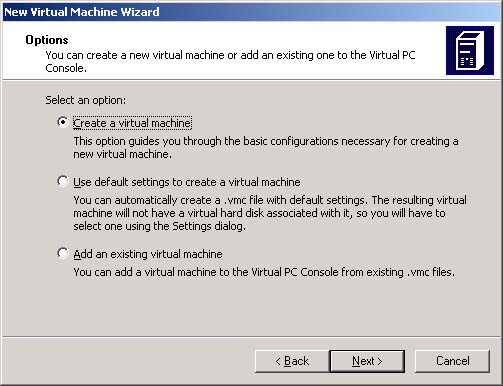 New Virtual Machine Wizard
Options
You can create a new virtual machine or add an existing one to the Virtual PC
Console.
Select an option:
Create a virtual machine
This option guides you through the basic configurations necessary for creating a
new virtual machine.
Use default settings to create a virtual machine
You can automatically create a .vmc file with default settings. The resulting virtual
machine will not have a virtual hard disk associated with it, so you will have to
select one using the Settings dialog.
Add an existing virtual machine
You can add a virtual machine to the Virtual PC Console from existing .vmc files.
< Back
Next >
Cancel